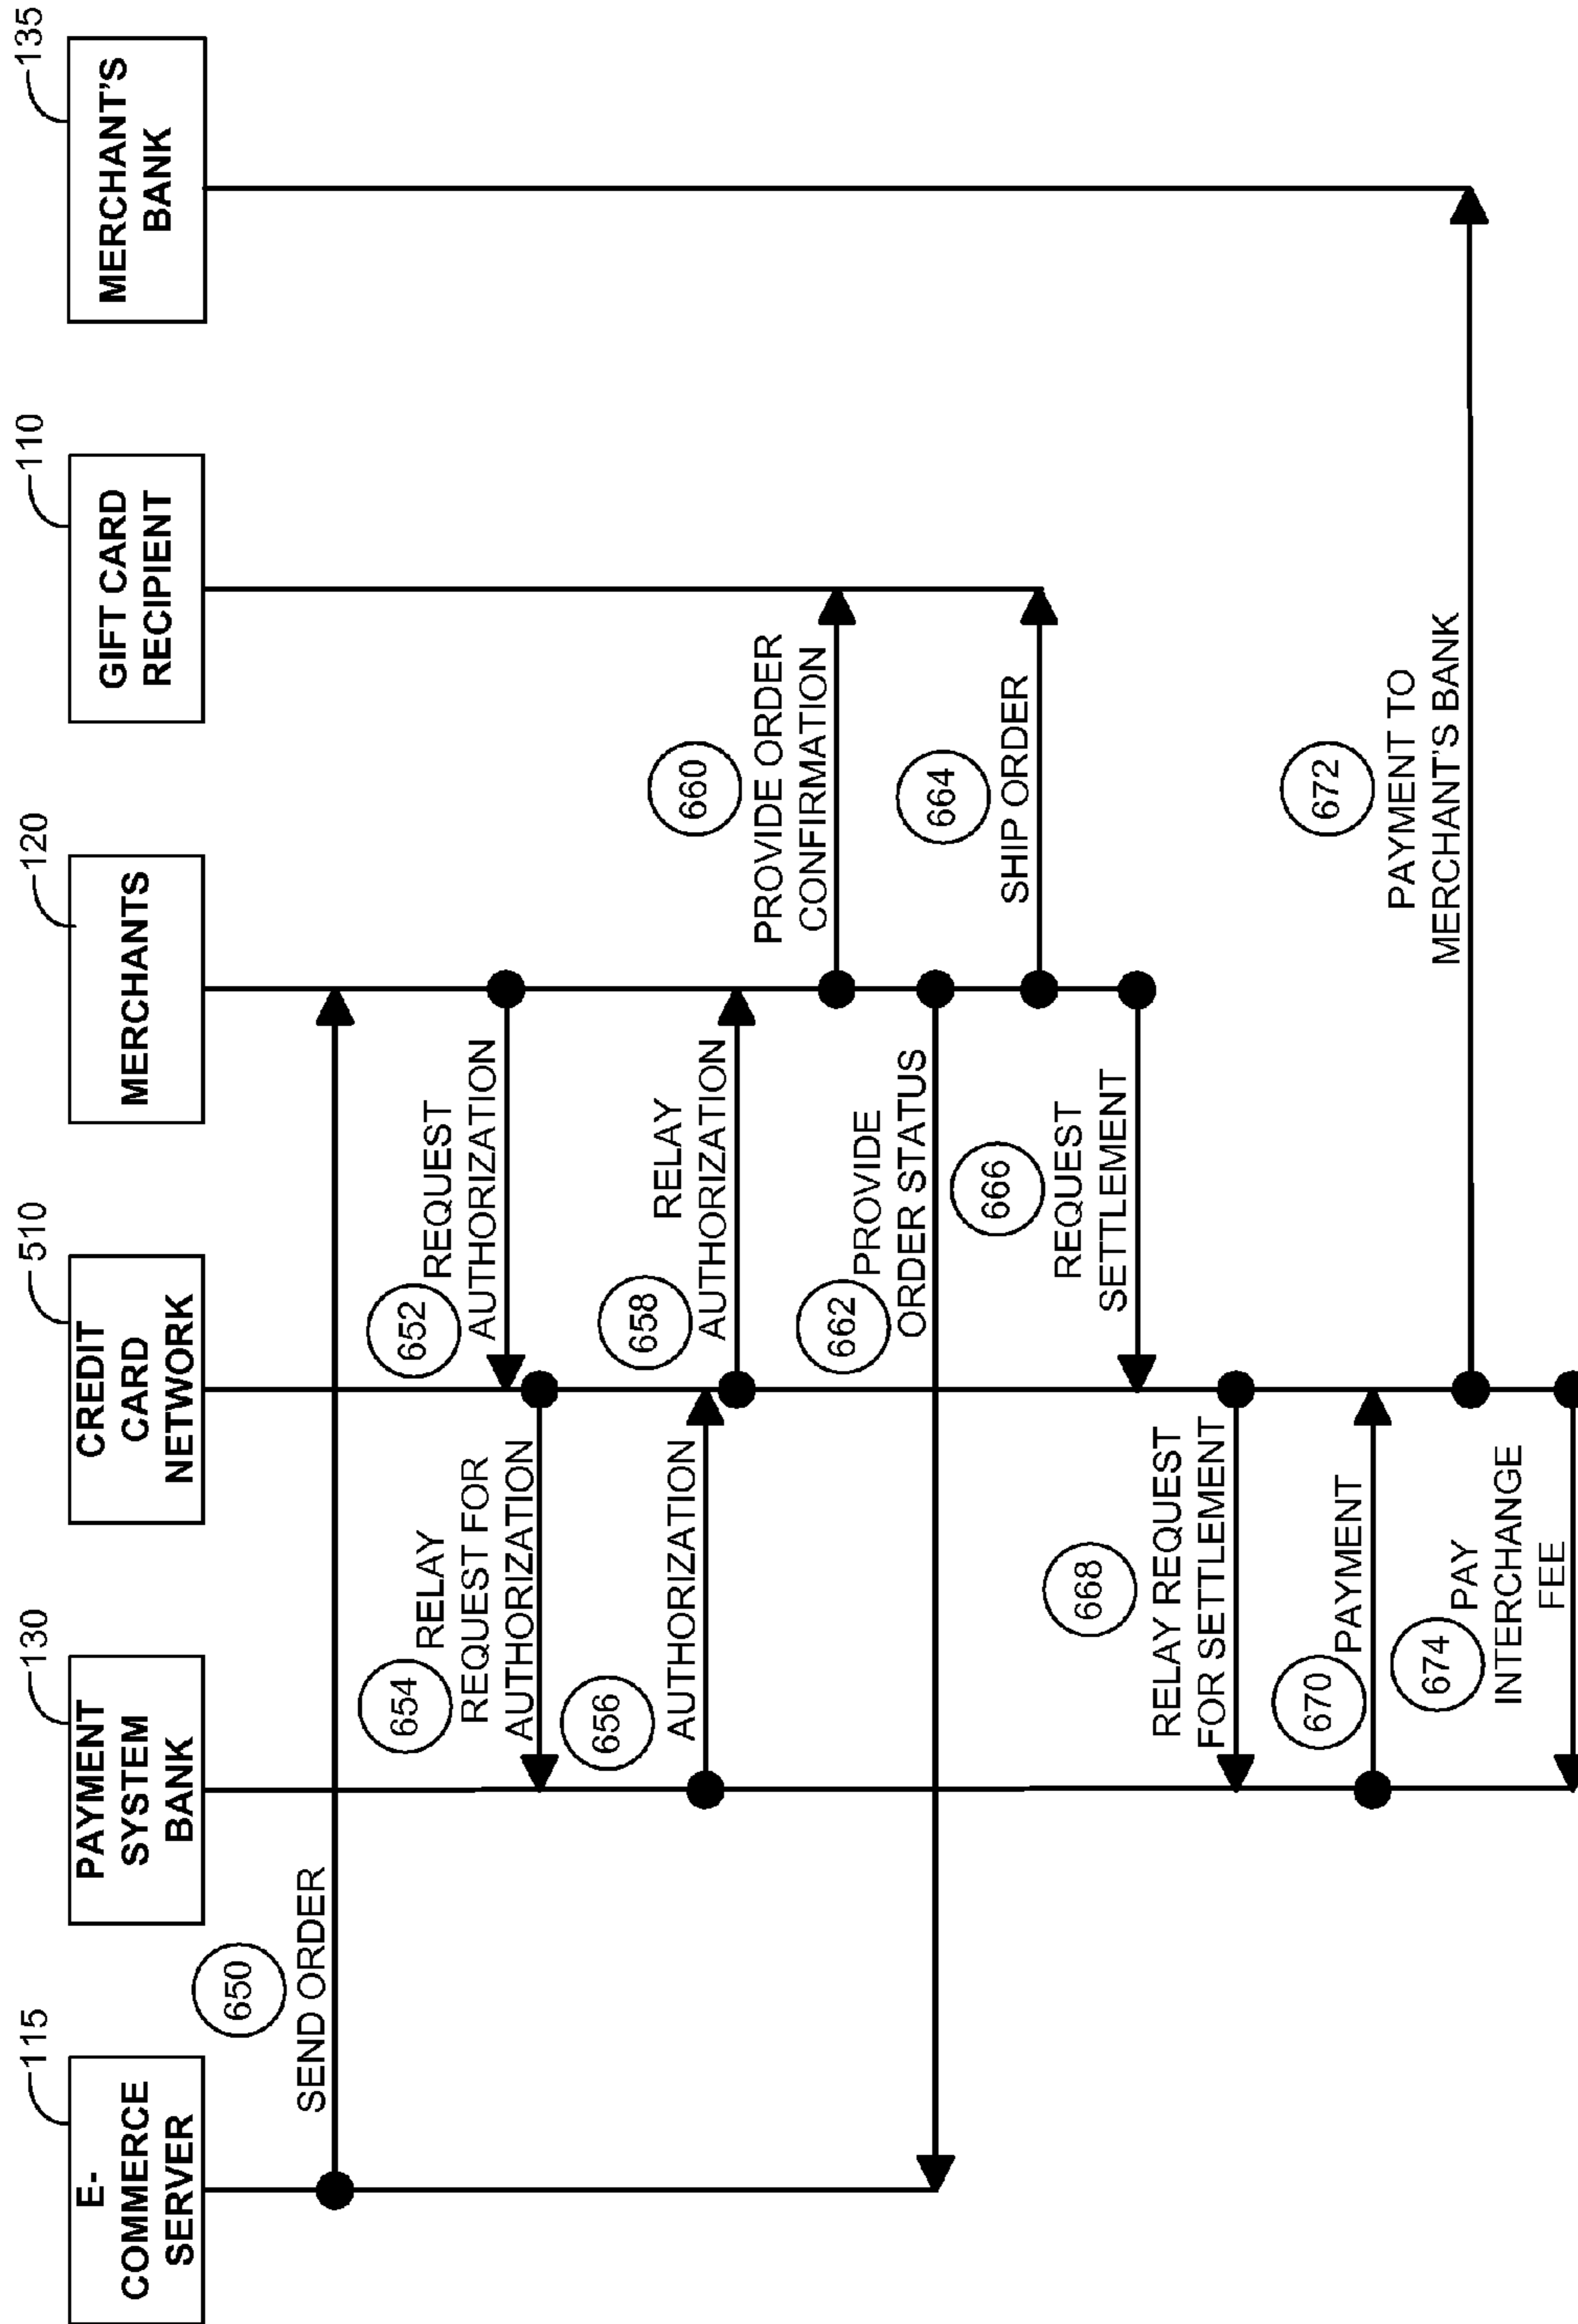 115
E-
COMMERCE
SERVER
130
PAYMENT
SYSTEM
BANK
510
CREDIT
CARD
NETWORK
120
MERCHANTS
110
GIFT CARD
RECIPIENT
135
MERCHANT'S
BANK
650
SEND ORDER
652
REQUEST
AUTHORIZATION
654
RELAY
REQUEST FOR
AUTHORIZATION
656
AUTHORIZATION
658
RELAY
AUTHORIZATION
660
PROVIDE ORDER
CONFIRMATION
662
PROVIDE
ORDER STATUS
664
SHIP ORDER
666
REQUEST
SETTLEMENT
668
RELAY REQUEST
FOR SETTLEMENT
670
PAYMENT
672
PAYMENT TO
MERCHANT'S BANK
674
PAY
INTERCHANGE
FEE